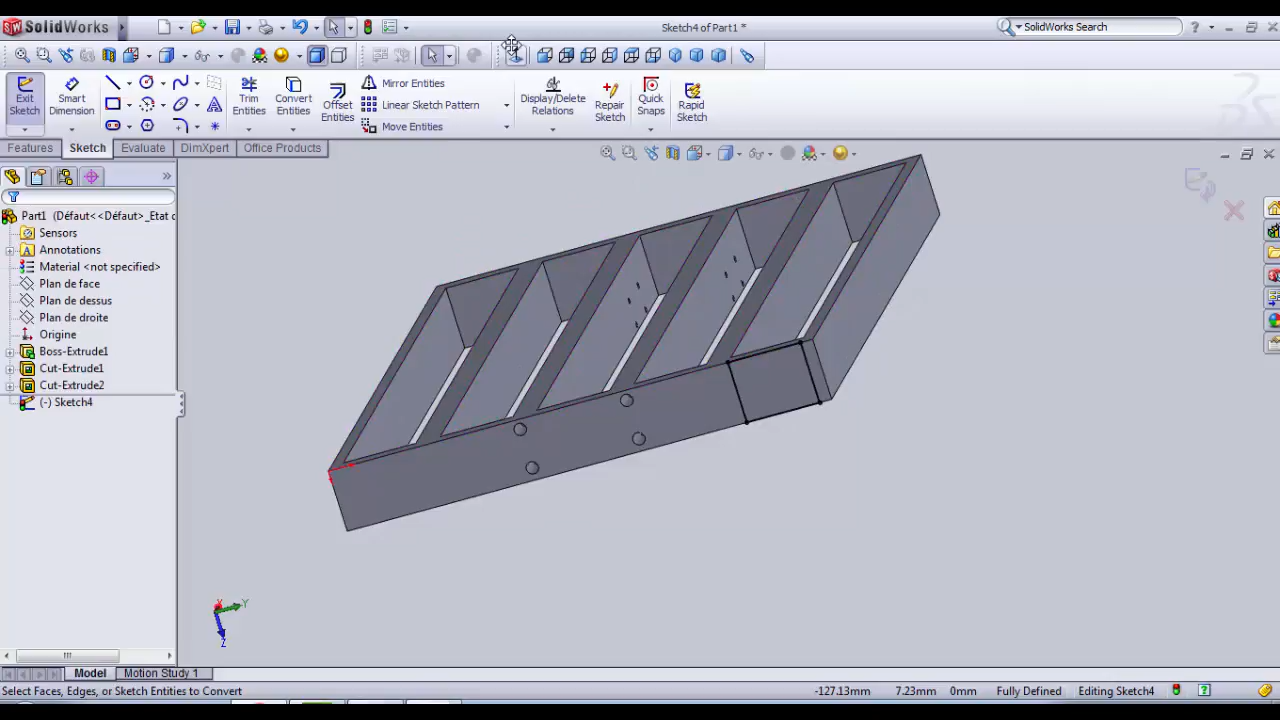 SolidWorks
Sketch4 of Part1 *
SolidWorks Search
Exit Sketch
Smart Dimension
Trim Entities
Convert Entities
Offset Entities
Mirror Entities
Linear Sketch Pattern
Move Entities
Display/Delete Relations
Repair Sketch
Quick Snaps
Rapid Sketch
Features
Sketch
Evaluate
DimXpert
Office Products
Part1 (Défaut<<Défaut>_Etat d
Sensors
Annotations
Material <not specified>
Plan de face
Plan de dessus
Plan de droite
Origine
Boss-Extrude1
Cut-Extrude1
Cut-Extrude2
(-) Sketch4
X
Y
Z
Model
Motion Study 1
Select Faces, Edges, or Sketch Entities to Convert
-127.13mm
7.23mm
0mm
Fully Defined
Editing Sketch4